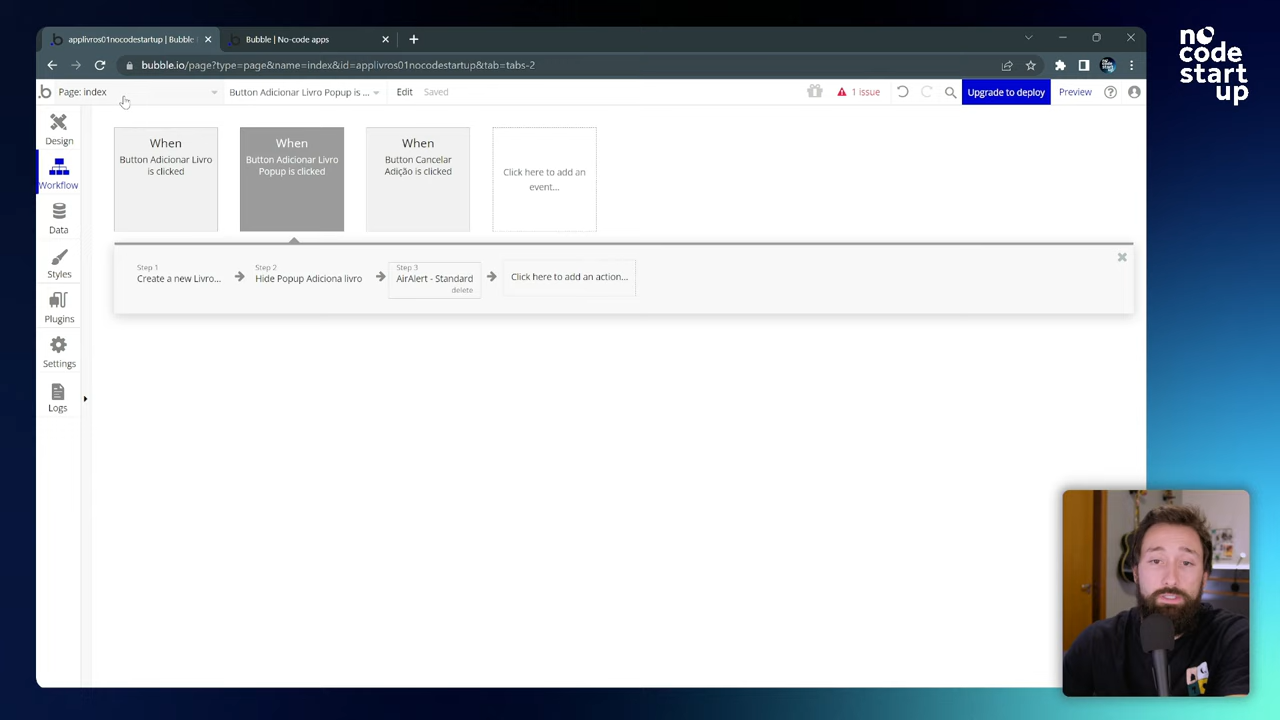 applivros01nocodestartup | Bubble
Bubble | No-code apps
bubble.io/page?type=page&name=index&id=applivros01nocodestartup&tab=tabs-2
no
code
start
up
Page: index
Button Adicionar Livro Popup is ...
Edit
Saved
1 issue
Upgrade to deploy
Preview
Design
Workflow
Data
Styles
Plugins
Settings
Logs
When
Button Adicionar Livro
is clicked
When
Button Adicionar Livro
Popup is clicked
When
Button Cancelar
Adição is clicked
Click here to add an
event...
Step 1
Create a new Livro...
Step 2
Hide Popup Adiciona livro
Step 3
AirAlert - Standard
delete
Click here to add an action...